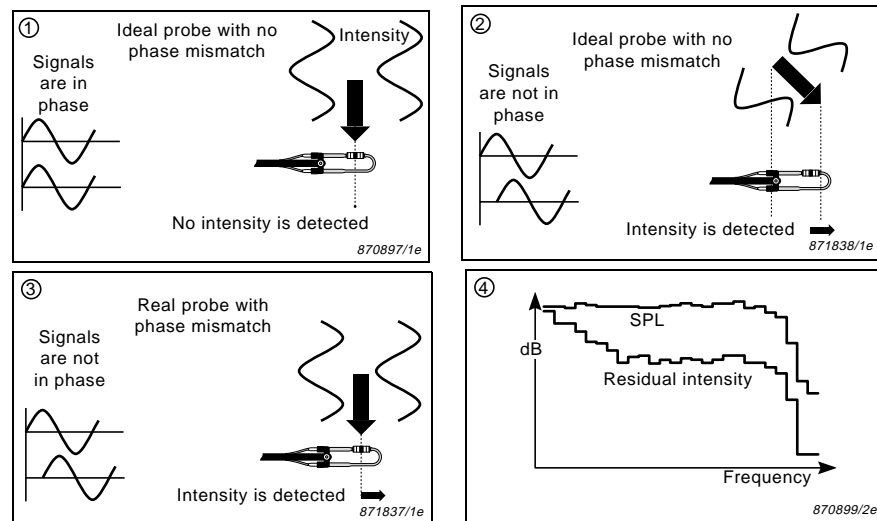 ①
Ideal probe with no
phase mismatch
Intensity
Signals
are in
phase
No intensity is detected
870897/1e
②
Ideal probe with no
phase mismatch
Signals
are not in
phase
Intensity is detected
871838/1e
③
Real probe with
phase mismatch
Signals
are not
in phase
Intensity is detected
871837/1e
④
SPL
dB
Residual intensity
Frequency
870899/2e